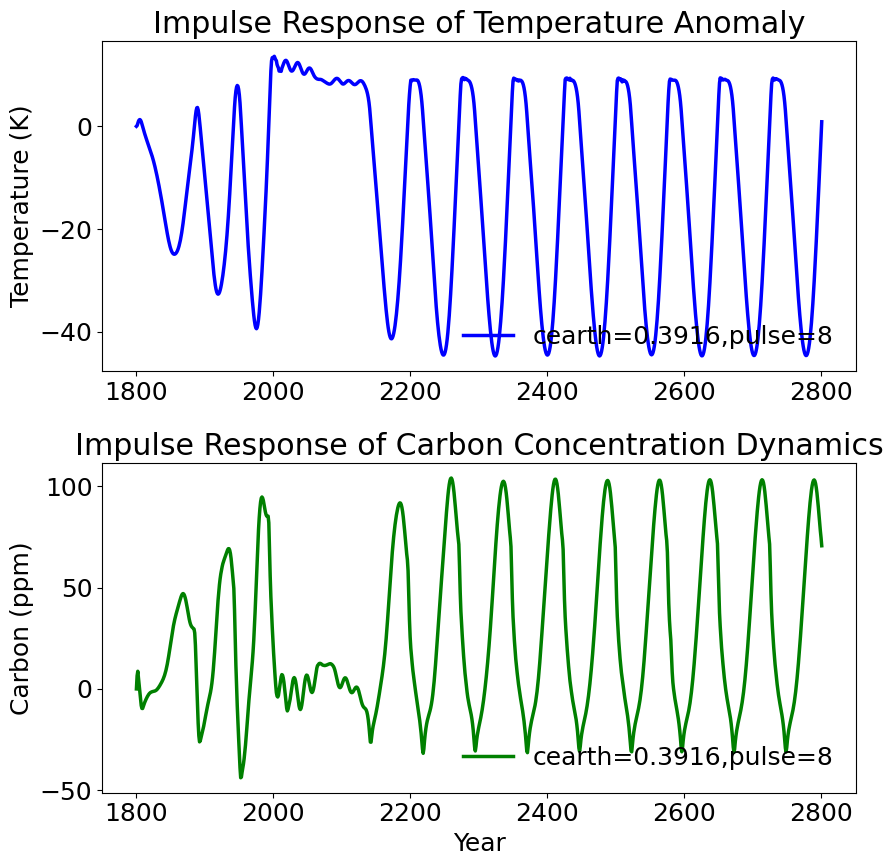 Impulse Response of Temperature Anomaly
Temperature (K)
0
−20
−40
cearth=0.3916,pulse=8
1800 2000 2200 2400 2600 2800
Impulse Response of Carbon Concentration Dynamics
Carbon (ppm)
100
50
0
−50
cearth=0.3916,pulse=8
1800 2000 2200 2400 2600 2800
Year